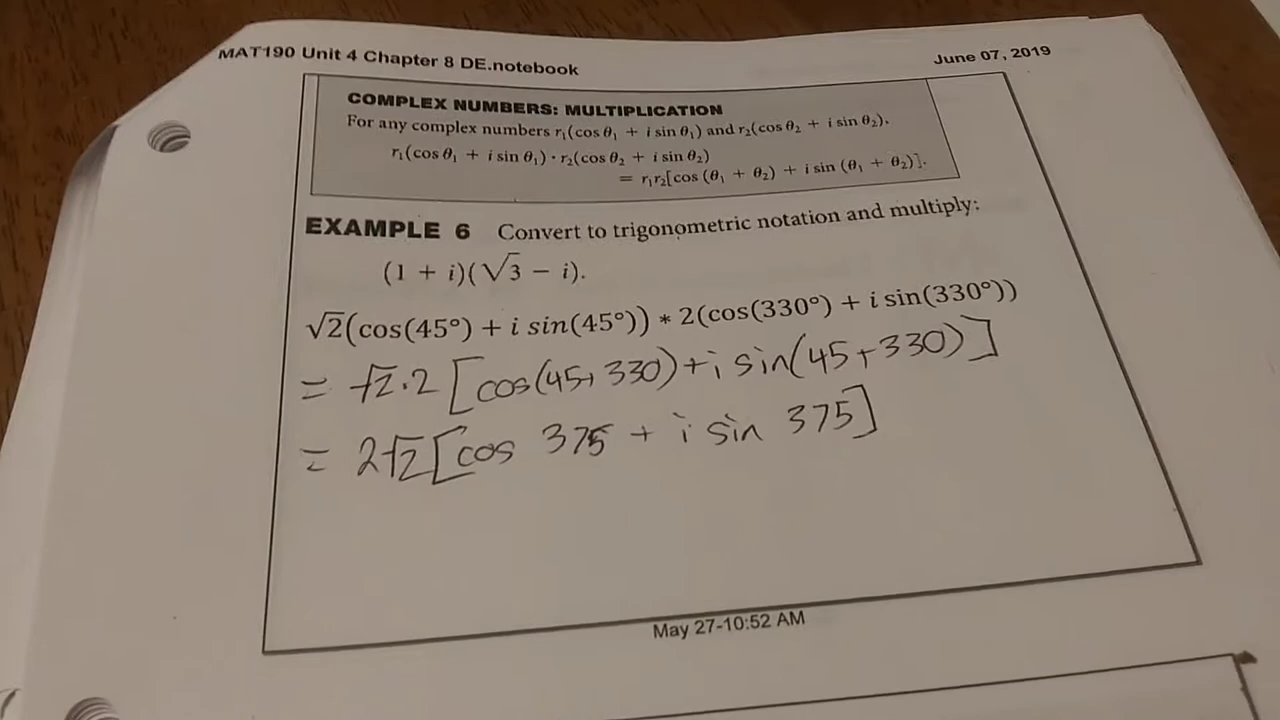 MAT190 Unit 4 Chapter 8 DE.notebook
June 07, 2019
COMPLEX NUMBERS: MULTIPLICATION
For any complex numbers r₁(cos θ₁ + i sin θ₁) and r₂(cos θ₂ + i sin θ₂),
r₁(cos θ₁ + i sin θ₁) · r₂(cos θ₂ + i sin θ₂)
= r₁r₂[cos (θ₁ + θ₂) + i sin (θ₁ + θ₂)].
EXAMPLE 6 Convert to trigonometric notation and multiply:
(1 + i)(√3 − i).
√2(cos(45°) + i sin(45°)) * 2(cos(330°) + i sin(330°))
= √2·2 [cos(45+330)+i sin(45+330)]
= 2√2[cos 375 + i sin 375]
May 27-10:52 AM